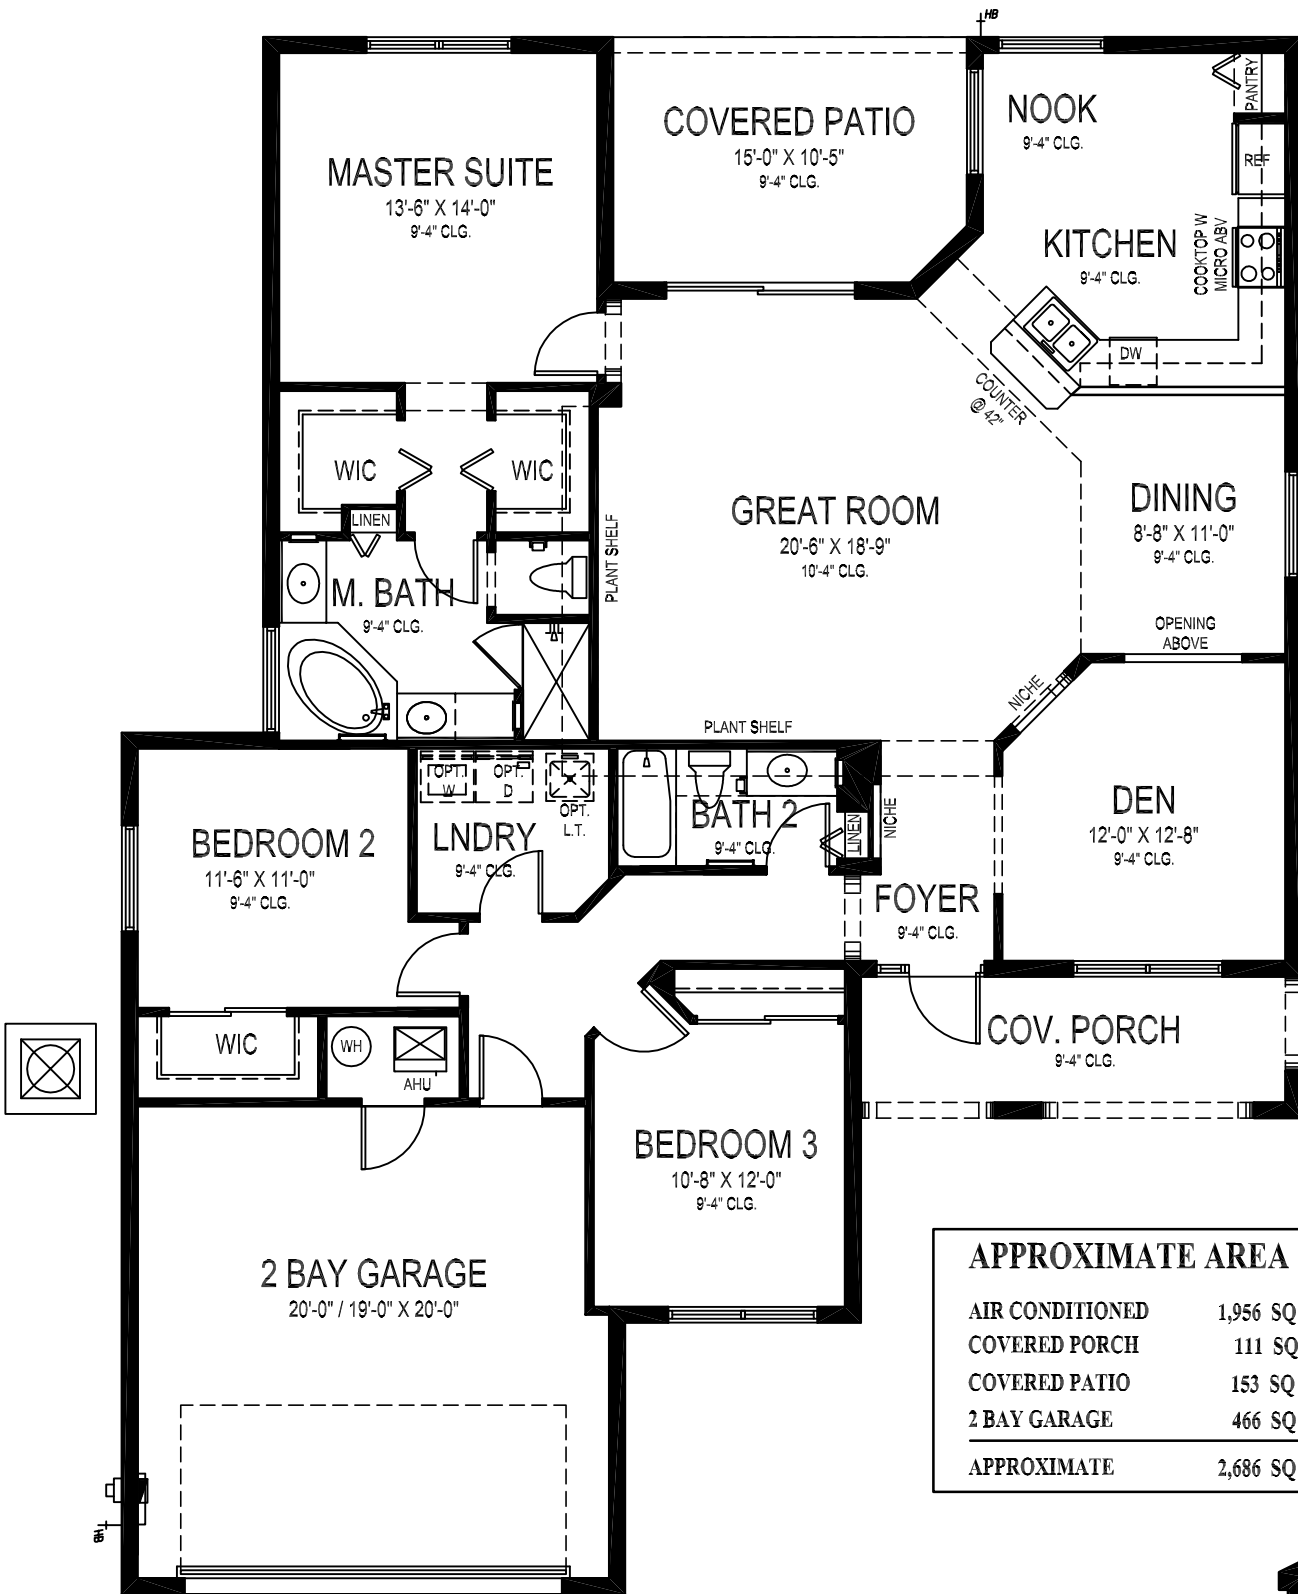 HB
COVERED PATIO
15'-0" X 10'-5"
9'-4" CLG.
NOOK
9'-4" CLG.
PANTRY
REF
MASTER SUITE
13'-6" X 14'-0"
9'-4" CLG.
KITCHEN
9'-4" CLG.
COOKTOP W
MICRO ABV
DW
COUNTER
@ 42"
WIC
WIC
LINEN
GREAT ROOM
20'-6" X 18'-9"
10'-4" CLG.
DINING
8'-8" X 11'-0"
9'-4" CLG.
PLANT SHELF
M. BATH
9'-4" CLG.
OPENING
ABOVE
NICHE
PLANT SHELF
OPT.
W
OPT.
D
OPT.
L.T.
BEDROOM 2
11'-6" X 11'-0"
9'-4" CLG.
LNDRY
9'-4" CLG.
BATH 2
9'-4" CLG.
LINEN
NICHE
DEN
12'-0" X 12'-8"
9'-4" CLG.
FOYER
9'-4" CLG.
WIC
WH
AHU
COV. PORCH
9'-4" CLG.
BEDROOM 3
10'-8" X 12'-0"
9'-4" CLG.
2 BAY GARAGE
20'-0" / 19'-0" X 20'-0"
HB
APPROXIMATE AREA
AIR CONDITIONED 1,956 SQ
COVERED PORCH 111 SQ
COVERED PATIO 153 SQ
2 BAY GARAGE 466 SQ
APPROXIMATE 2,686 SQ